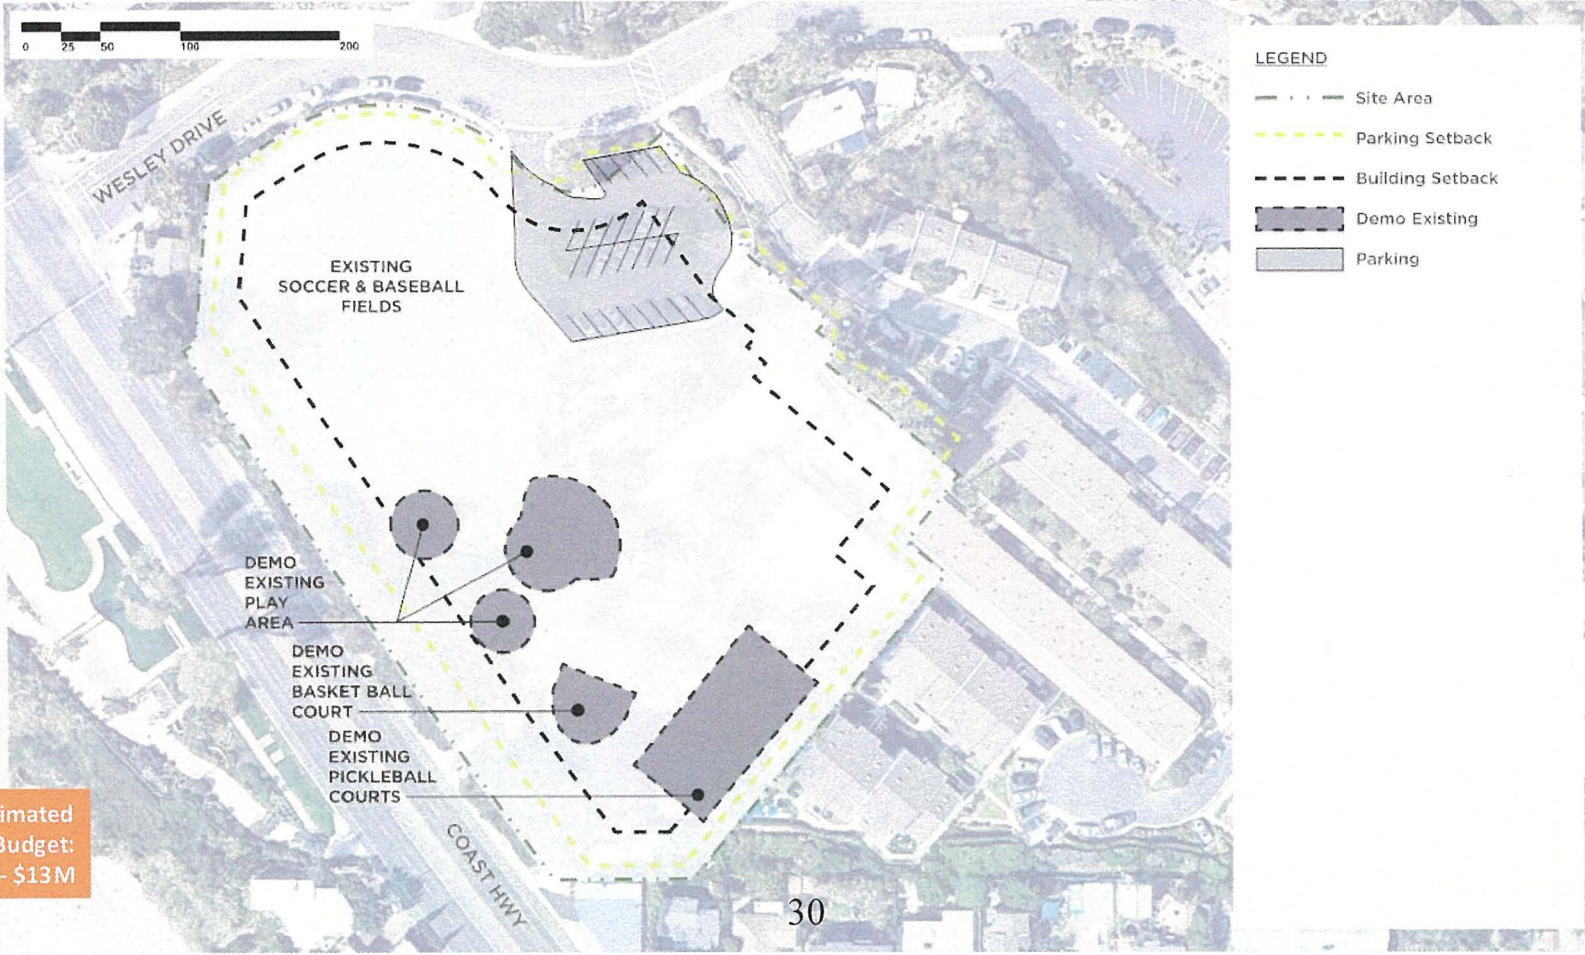 0 25 50 100 200
WESLEY DRIVE
LEGEND
Site Area
Parking Setback
Building Setback
Demo Existing
Parking
EXISTING
SOCCER & BASEBALL
FIELDS
DEMO
EXISTING
PLAY
AREA
DEMO
EXISTING
BASKET BALL
COURT
DEMO
EXISTING
PICKLEBALL
COURTS
imated
Budget:
- $13M
COAST HWY
30